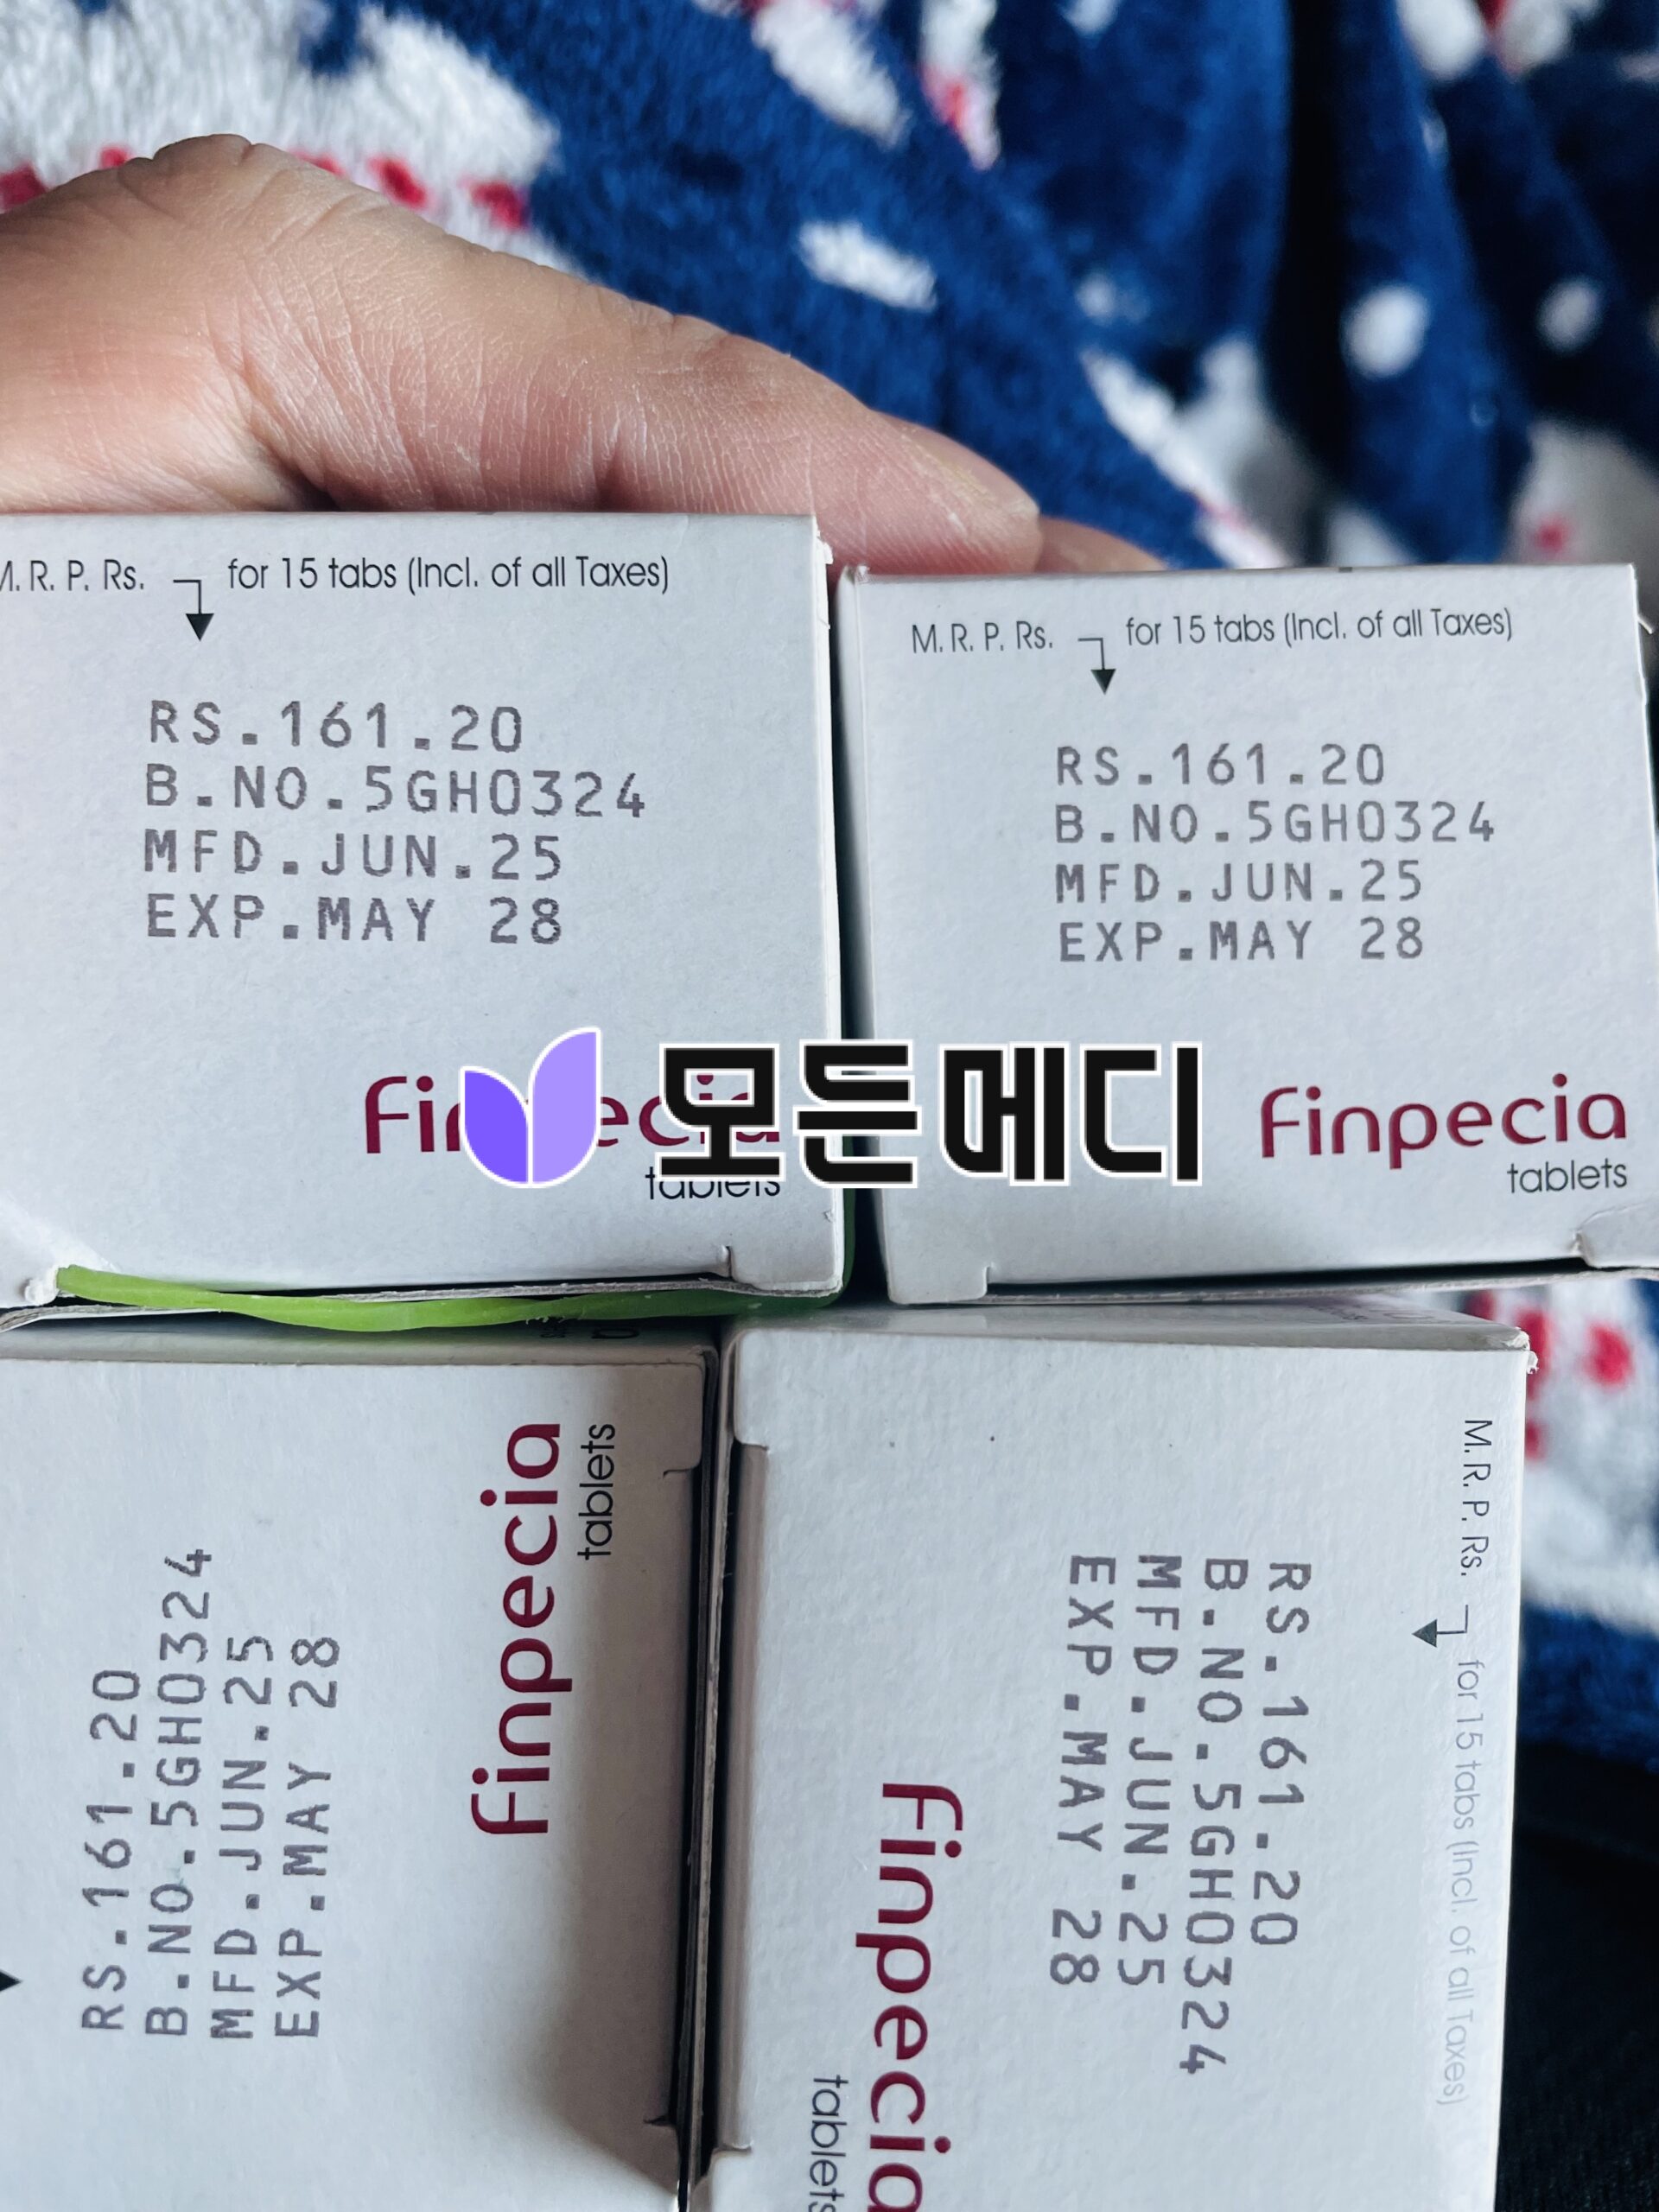 M. R. P. Rs. for 15 tabs (Incl. of all Taxes)
RS.161.20
B.NO.5GH0324
MFD.JUN.25
EXP.MAY 28
tablets
M. R. P. Rs. for 15 tabs (Incl. of all Taxes)
RS.161.20
B.NO.5GH0324
MFD.JUN.25
EXP.MAY 28
finpecia
tablets
모든메디
finpecia
tablets
RS.161.20
B.NO.5GH0324
MFD.JUN.25
EXP.MAY 28
M. R. P. Rs. for 15 tabs (Incl. of all Taxes)
RS.161.20
B.NO.5GH0324
MFD.JUN.25
EXP.MAY 28
finpecia
tablets